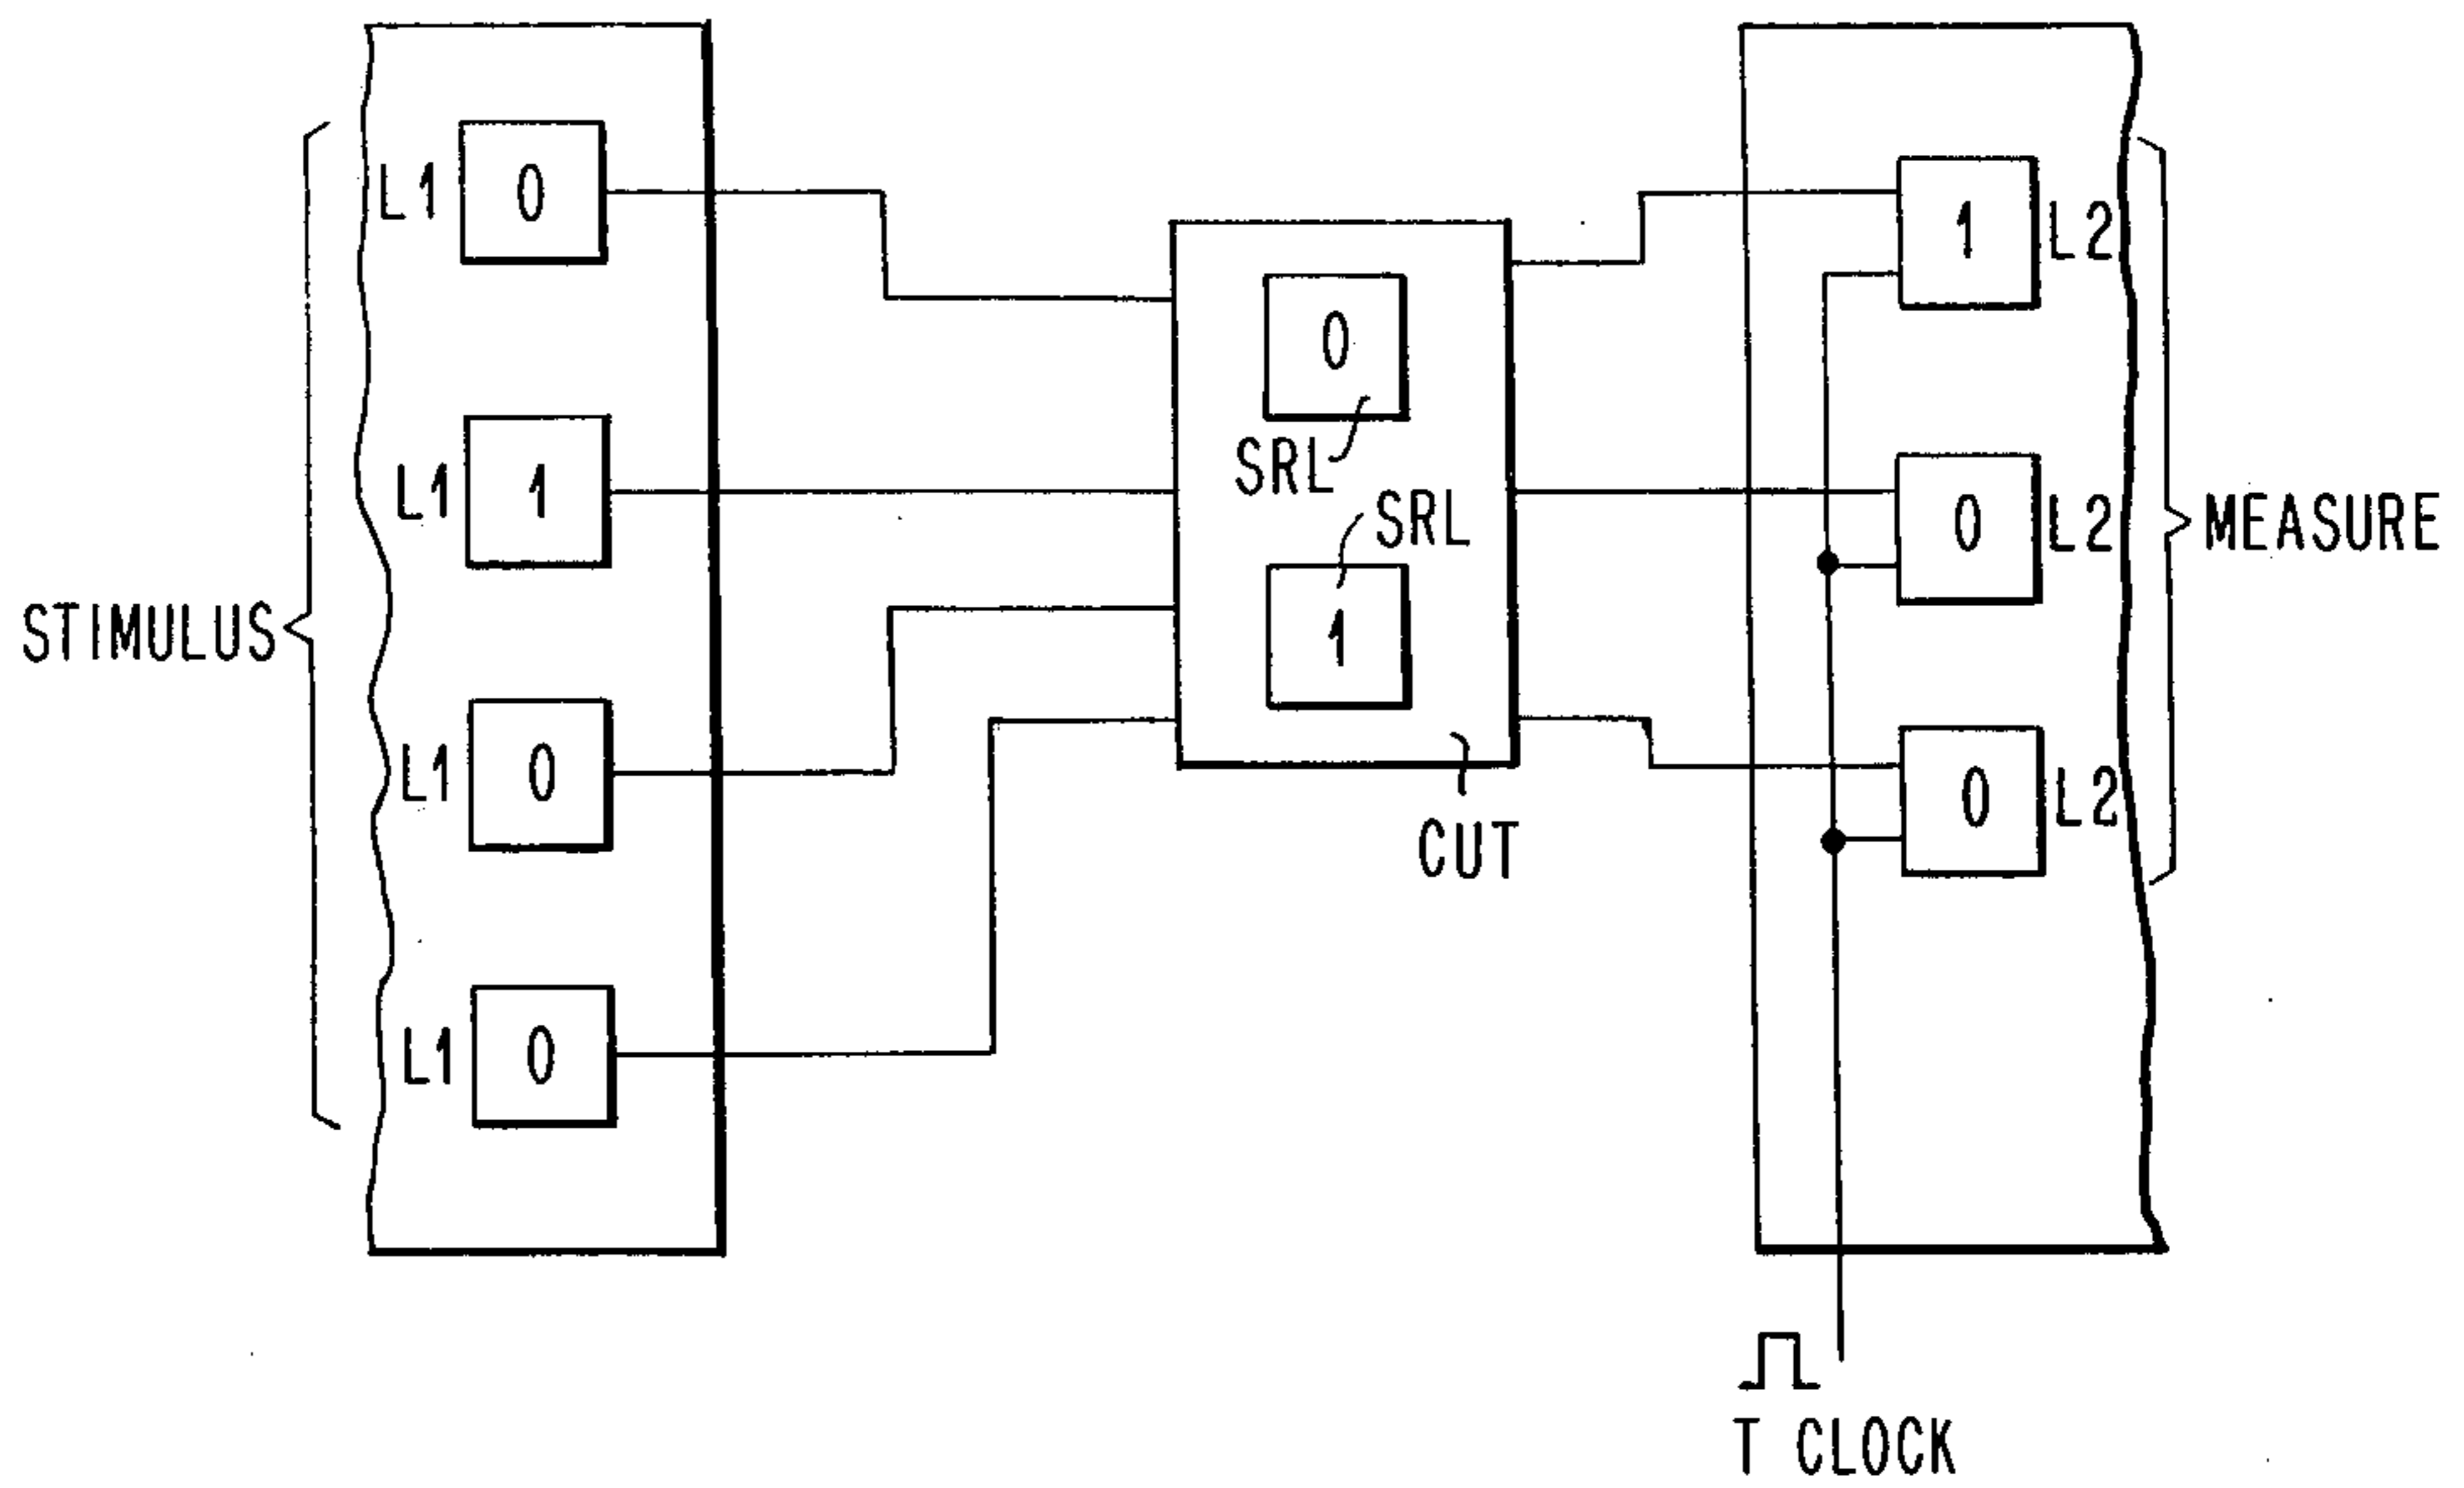 STIMULUS
L1 0
L1 1
L1 0
L1 0
0
SRL
SRL
1
CUT
1 L2
0 L2
0 L2
MEASURE
T CLOCK